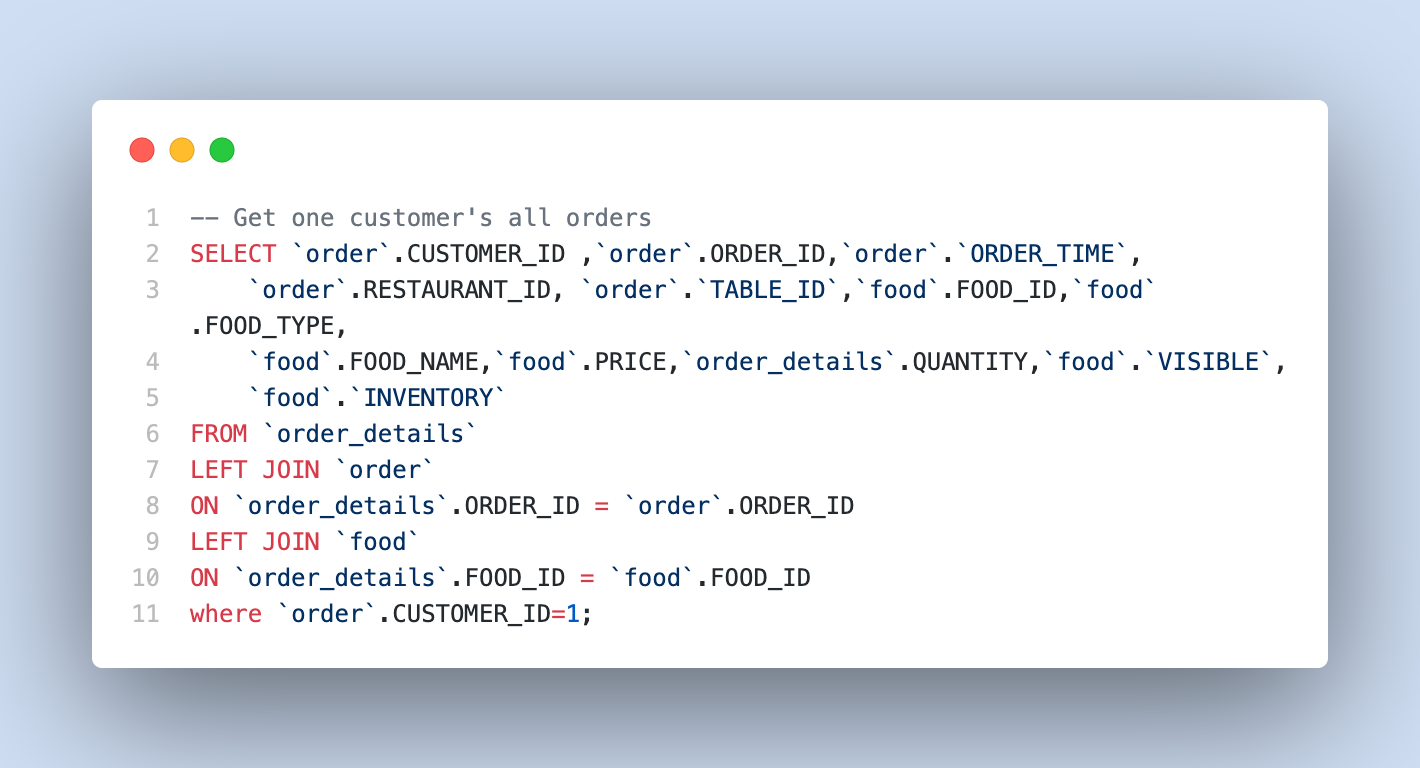 1 -- Get one customer's all orders
2 SELECT `order`.CUSTOMER_ID ,`order`.ORDER_ID,`order`.`ORDER_TIME`,
3     `order`.RESTAURANT_ID, `order`.`TABLE_ID`,`food`.FOOD_ID,`food`
.FOOD_TYPE,
4     `food`.FOOD_NAME,`food`.PRICE,`order_details`.QUANTITY,`food`.`VISIBLE`,
5     `food`.`INVENTORY`
6 FROM `order_details`
7 LEFT JOIN `order`
8 ON `order_details`.ORDER_ID = `order`.ORDER_ID
9 LEFT JOIN `food`
10 ON `order_details`.FOOD_ID = `food`.FOOD_ID
11 where `order`.CUSTOMER_ID=1;